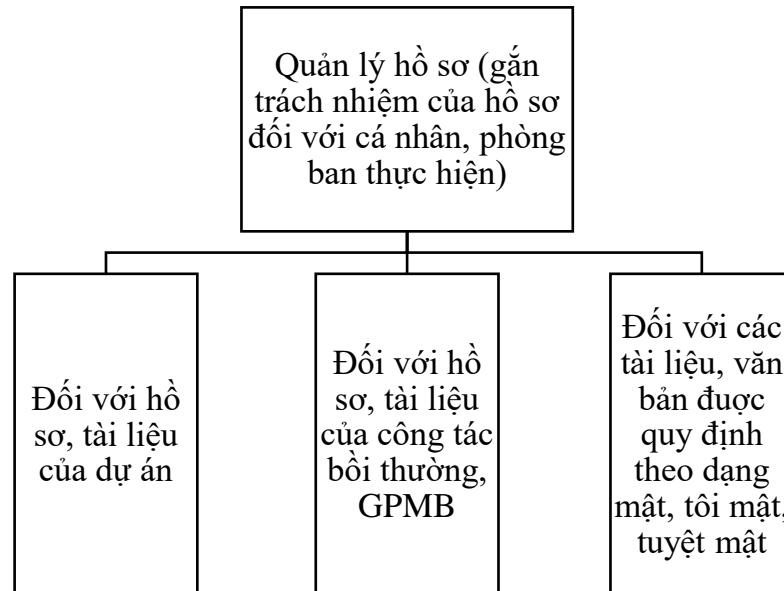 Quản lý hồ sơ (gắn
trách nhiệm của hồ sơ
đối với cá nhân, phòng
ban thực hiện)
Đối với hồ
sơ, tài liệu
của dự án
Đối với hồ
sơ, tài liệu
của công tác
bồi thường,
GPMB
Đối với các
tài liệu, văn
bản đuợc
quy định
theo dạng
mật, tôi mật,
tuyệt mật